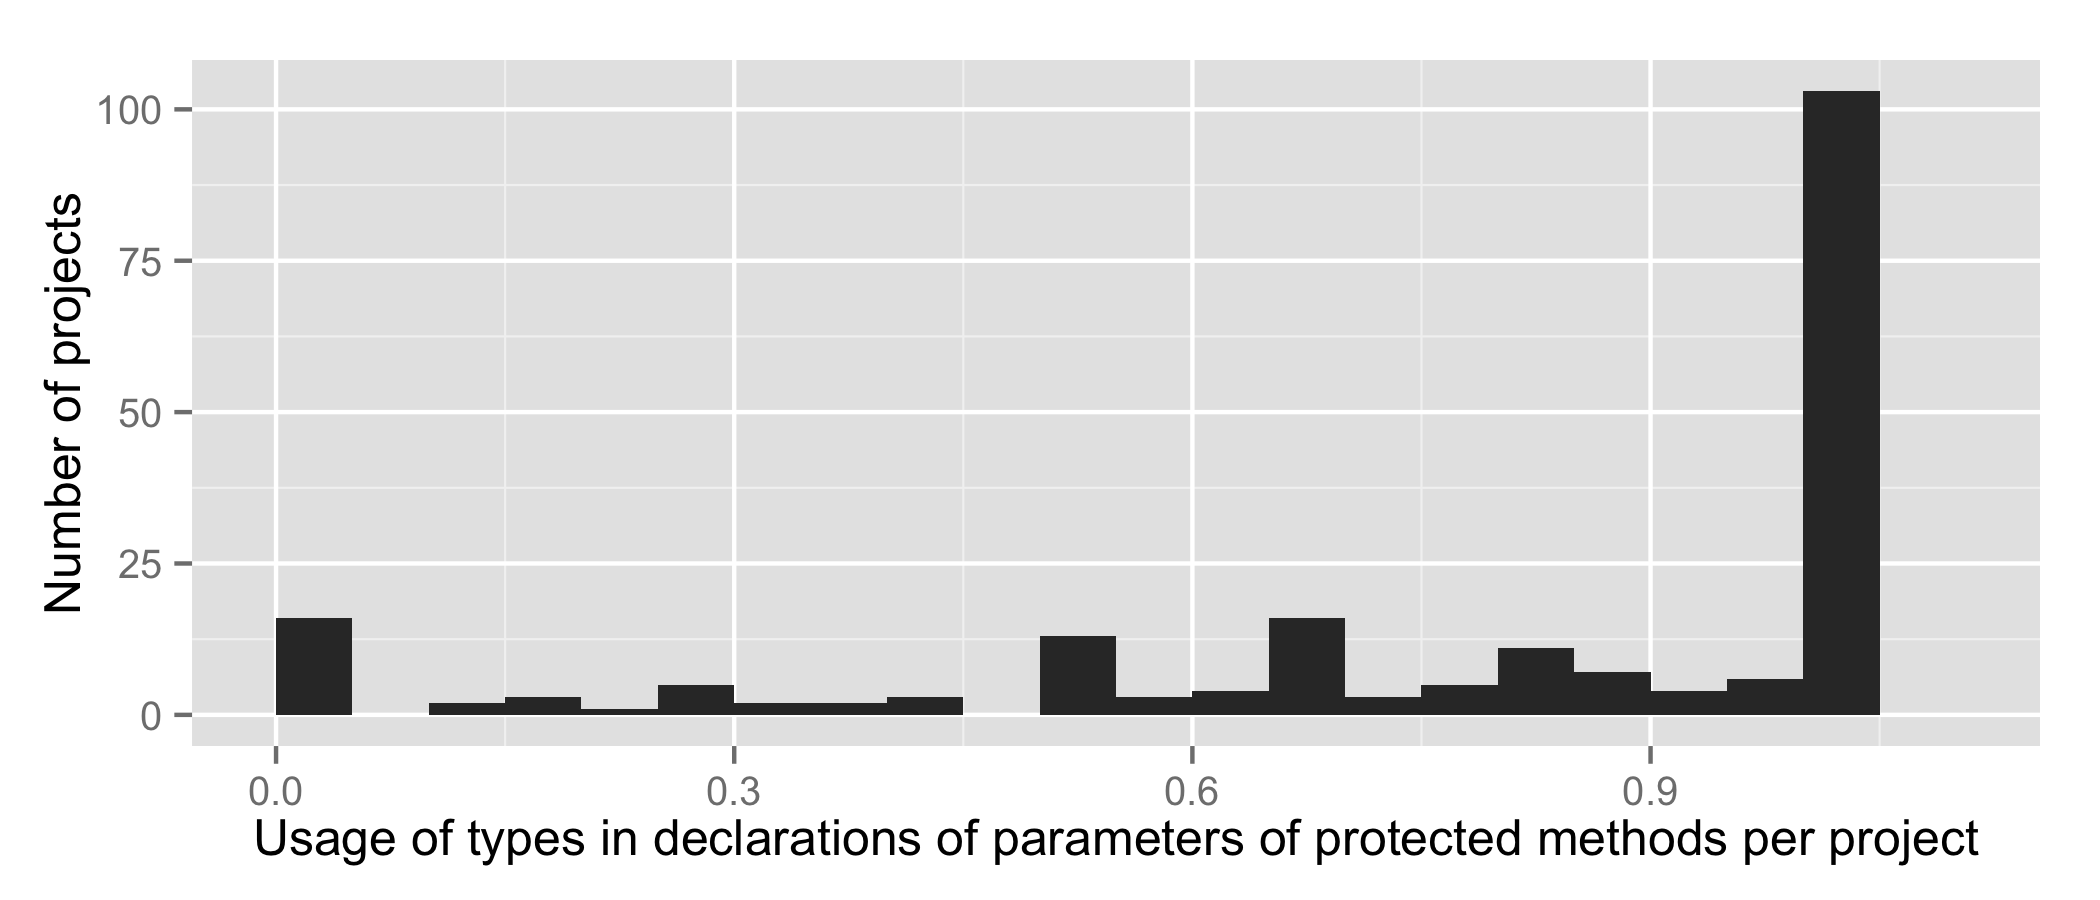 Number of projects
100
75
50
25
0
0.0 0.3 0.6 0.9
Usage of types in declarations of parameters of protected methods per project